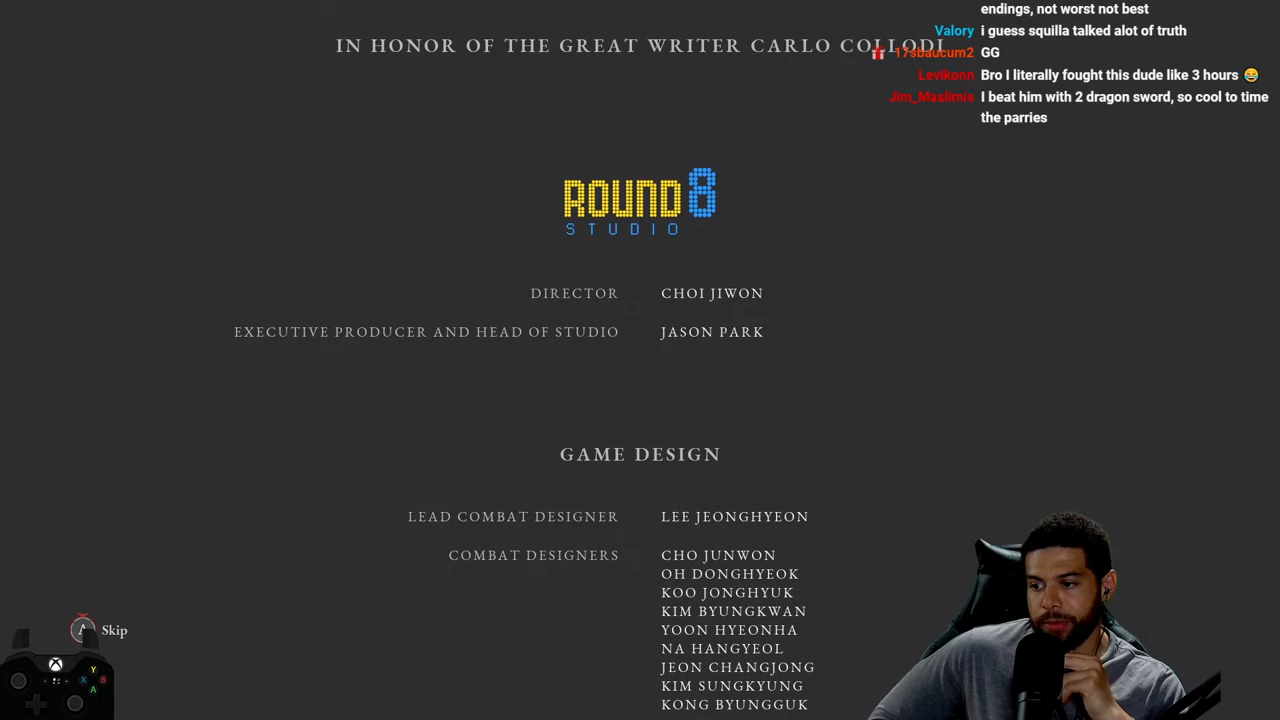 endings, not worst not best
Valory i guess squilla talked alot of truth
IN HONOR OF THE GREAT WRITER CARLO COLLODI
17sbaucum2 GG
Levikonn Bro I literally fought this dude like 3 hours 😂
Jim_Maslimis I beat him with 2 dragon sword, so cool to time
the parries
ROUND8
STUDIO
DIRECTOR CHOI JIWON
EXECUTIVE PRODUCER AND HEAD OF STUDIO JASON PARK
GAME DESIGN
LEAD COMBAT DESIGNER LEE JEONGHYEON
COMBAT DESIGNERS CHO JUNWON
OH DONGHYEOK
KOO JONGHYUK
KIM BYUNGKWAN
YOON HYEONHA
A Skip
NA HANGYEOL
JEON CHANGJONG
KIM SUNGKYUNG
KONG BYUNGGUK
Y
X B
A